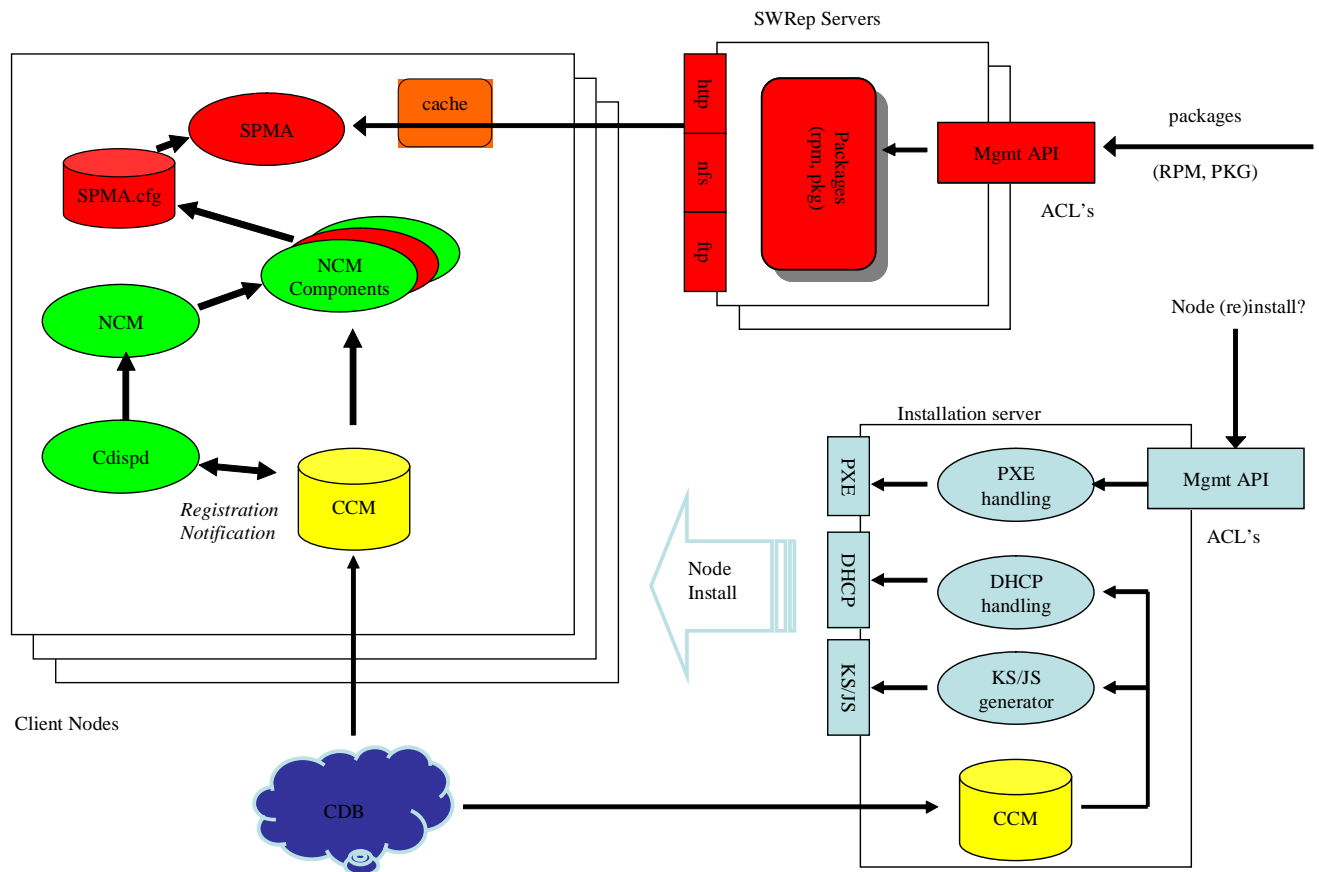 SWRep Servers
cache
SPMA
SPMA.cfg
NCM
Components
NCM
Cdispd
Registration
Notification
CCM
http
nfs
ftp
Packages
(rpm, pkg)
Mgmt API
packages
(RPM, PKG)
ACL's
Node (re)install?
Installation server
PXE
PXE
handling
Mgmt API
ACL's
DHCP
DHCP
handling
Node
Install
KS/JS
KS/JS
generator
CCM
Client Nodes
CDB